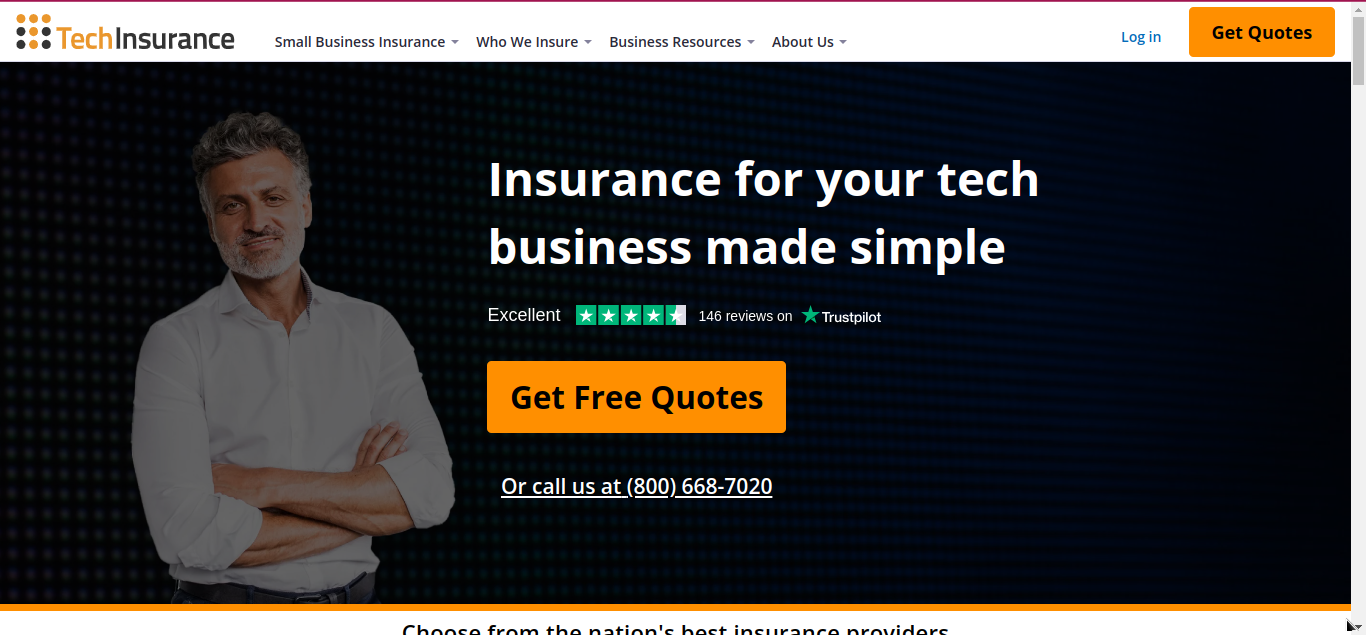 TechInsurance
Small Business Insurance
Who We Insure
Business Resources
About Us
Log in
Get Quotes
Insurance for your tech
business made simple
Excellent
146 reviews on
Trustpilot
Get Free Quotes
Or call us at (800) 668-7020
Choose from the nation's best insurance providers